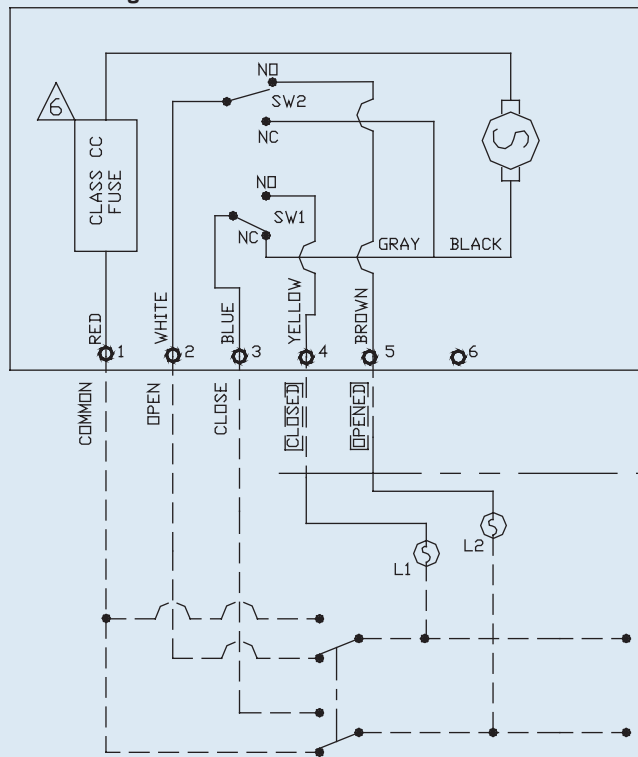 g
NO
SW2
NC
6
CLASS CC
FUSE
NO
SW1
NC
GRAY
BLACK
RED
WHITE
BLUE
YELLOW
BROWN
1
2
3
4
5
6
COMMON
OPEN
CLOSE
CLOSED
OPENED
L2
L1